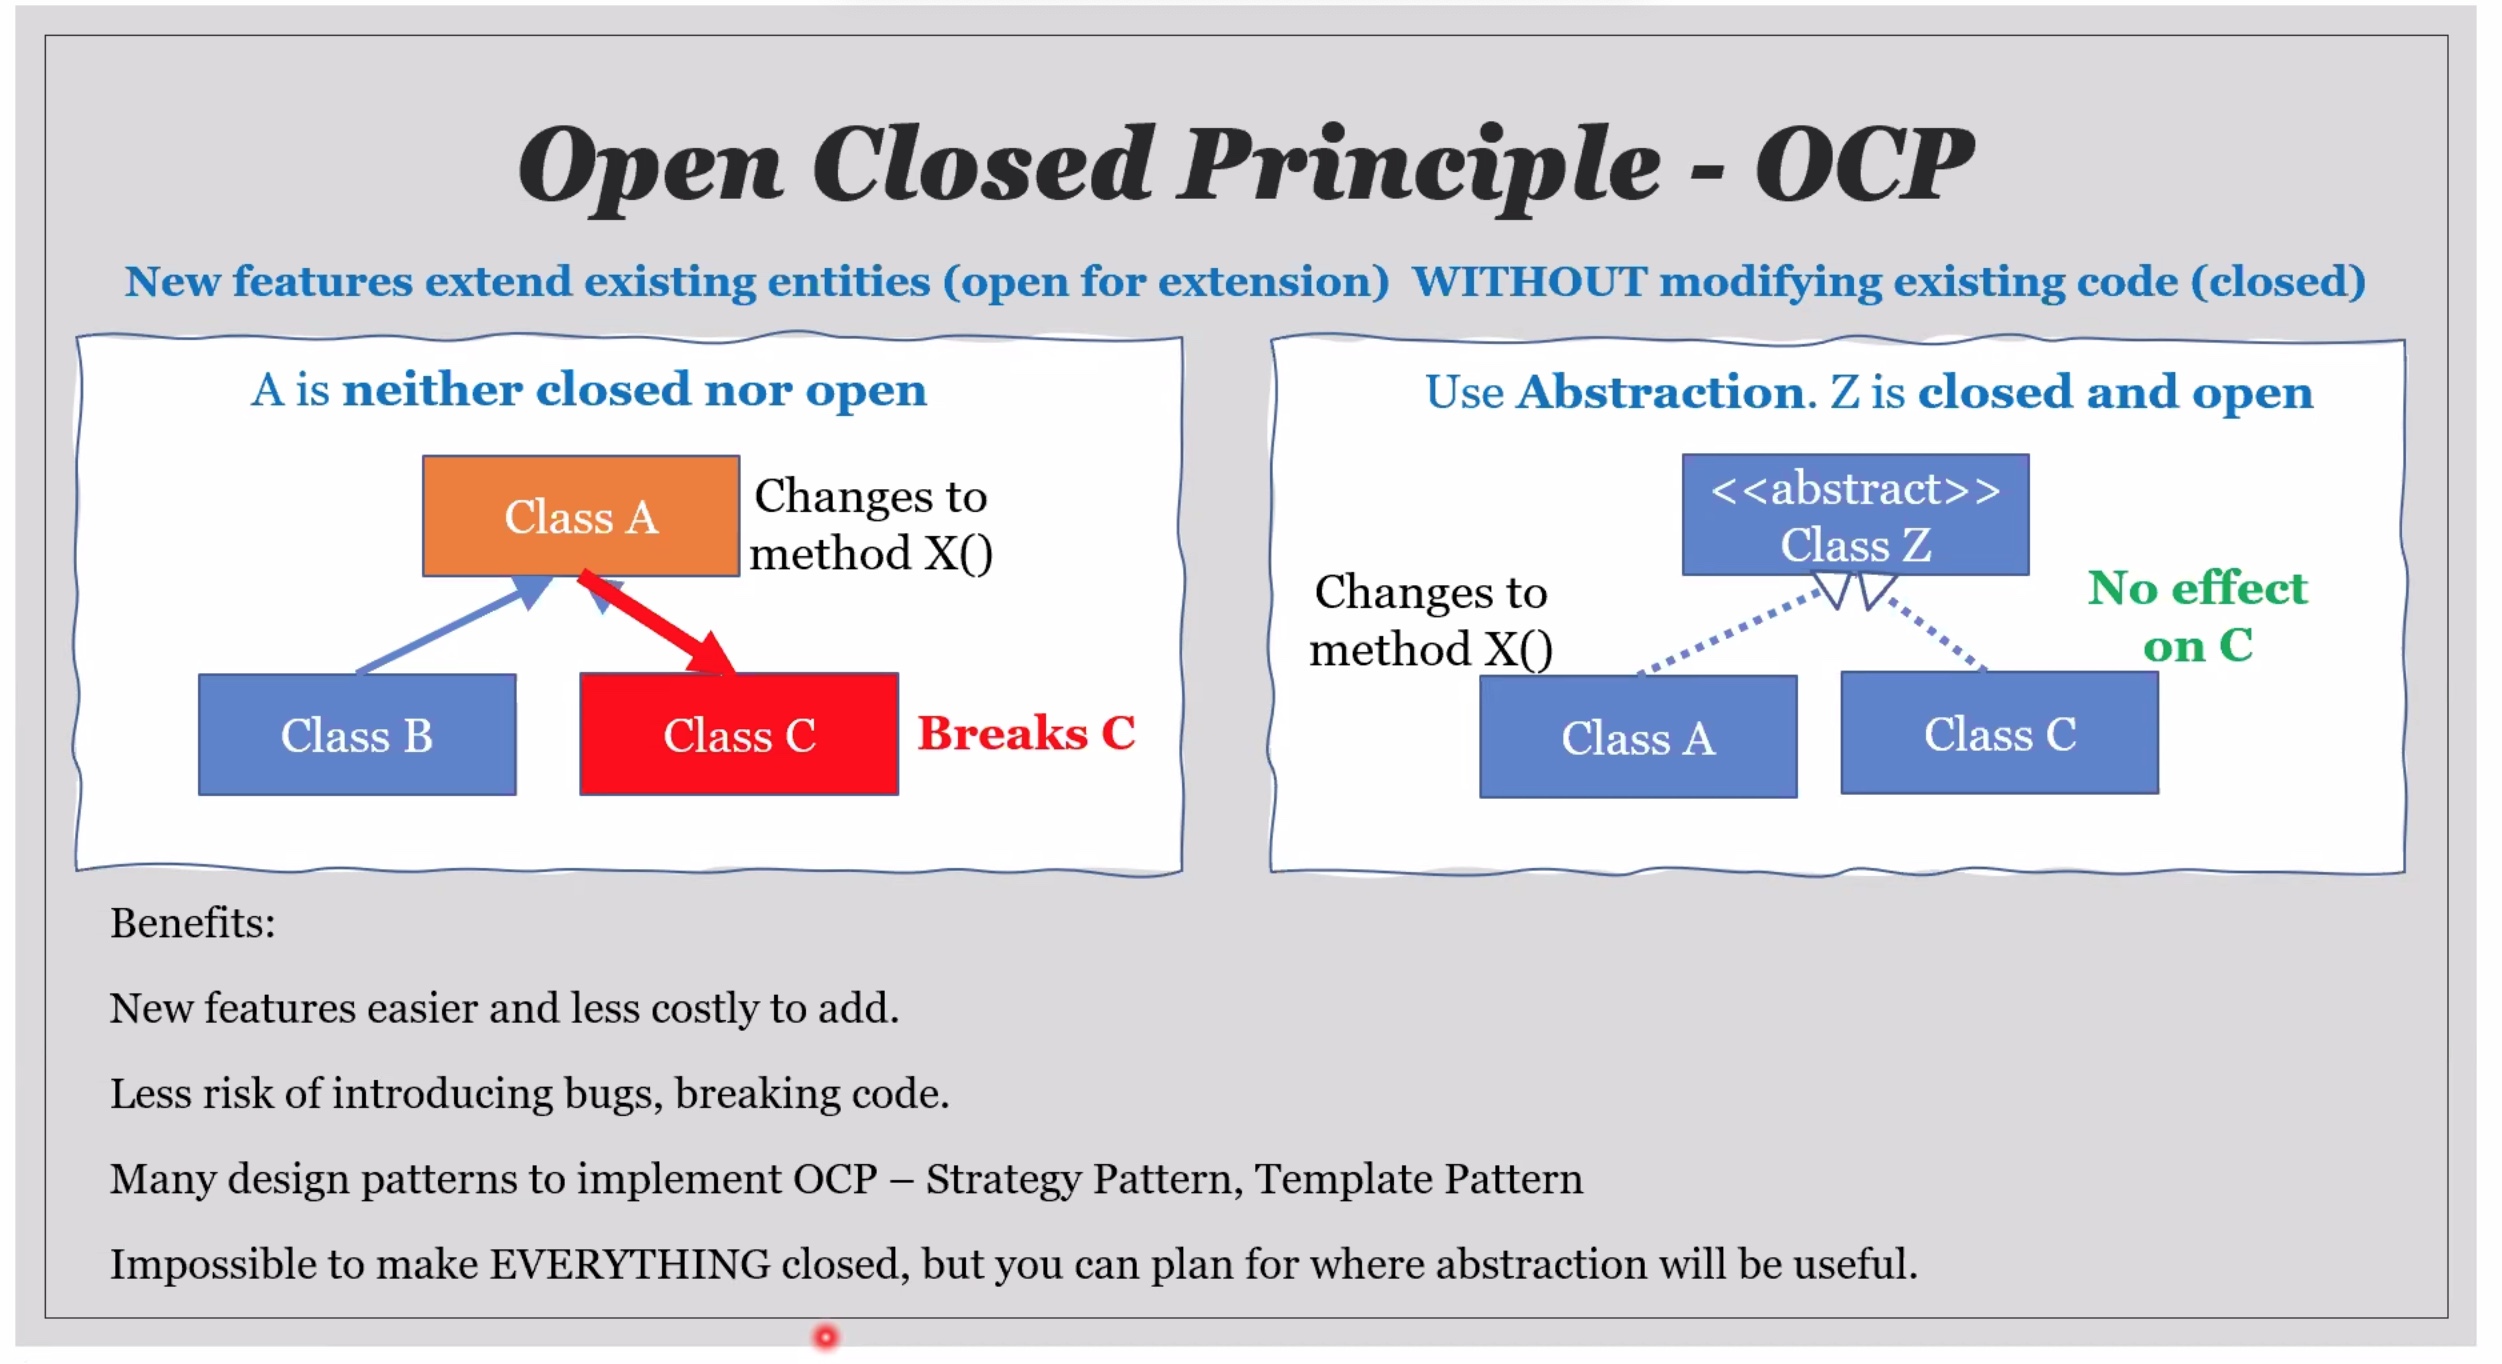 Open Closed Principle - OCP
New features extend existing entities (open for extension) WITHOUT modifying existing code (closed)
A is neither closed nor open
Class A
Changes to
method X()
Class B
Class C
Breaks C
Use Abstraction. Z is closed and open
<<abstract>>
Class Z
Changes to
method X()
No effect
on C
Class A
Class C
Benefits:
New features easier and less costly to add.
Less risk of introducing bugs, breaking code.
Many design patterns to implement OCP – Strategy Pattern, Template Pattern
Impossible to make EVERYTHING closed, but you can plan for where abstraction will be useful.